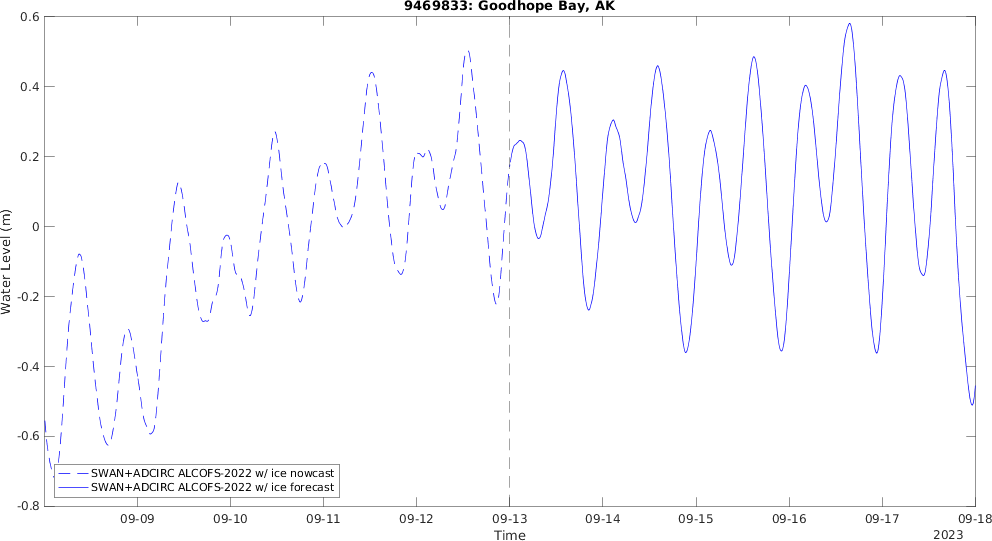 9469833: Goodhope Bay, AK
0.6
0.4
0.2
0
-0.2
-0.4
-0.6
-0.8
Water Level (m)
SWAN+ADCIRC ALCOFS-2022 w/ ice nowcast
SWAN+ADCIRC ALCOFS-2022 w/ ice forecast
09-09 09-10 09-11 09-12 09-13 09-14 09-15 09-16 09-17 09-18
Time
2023